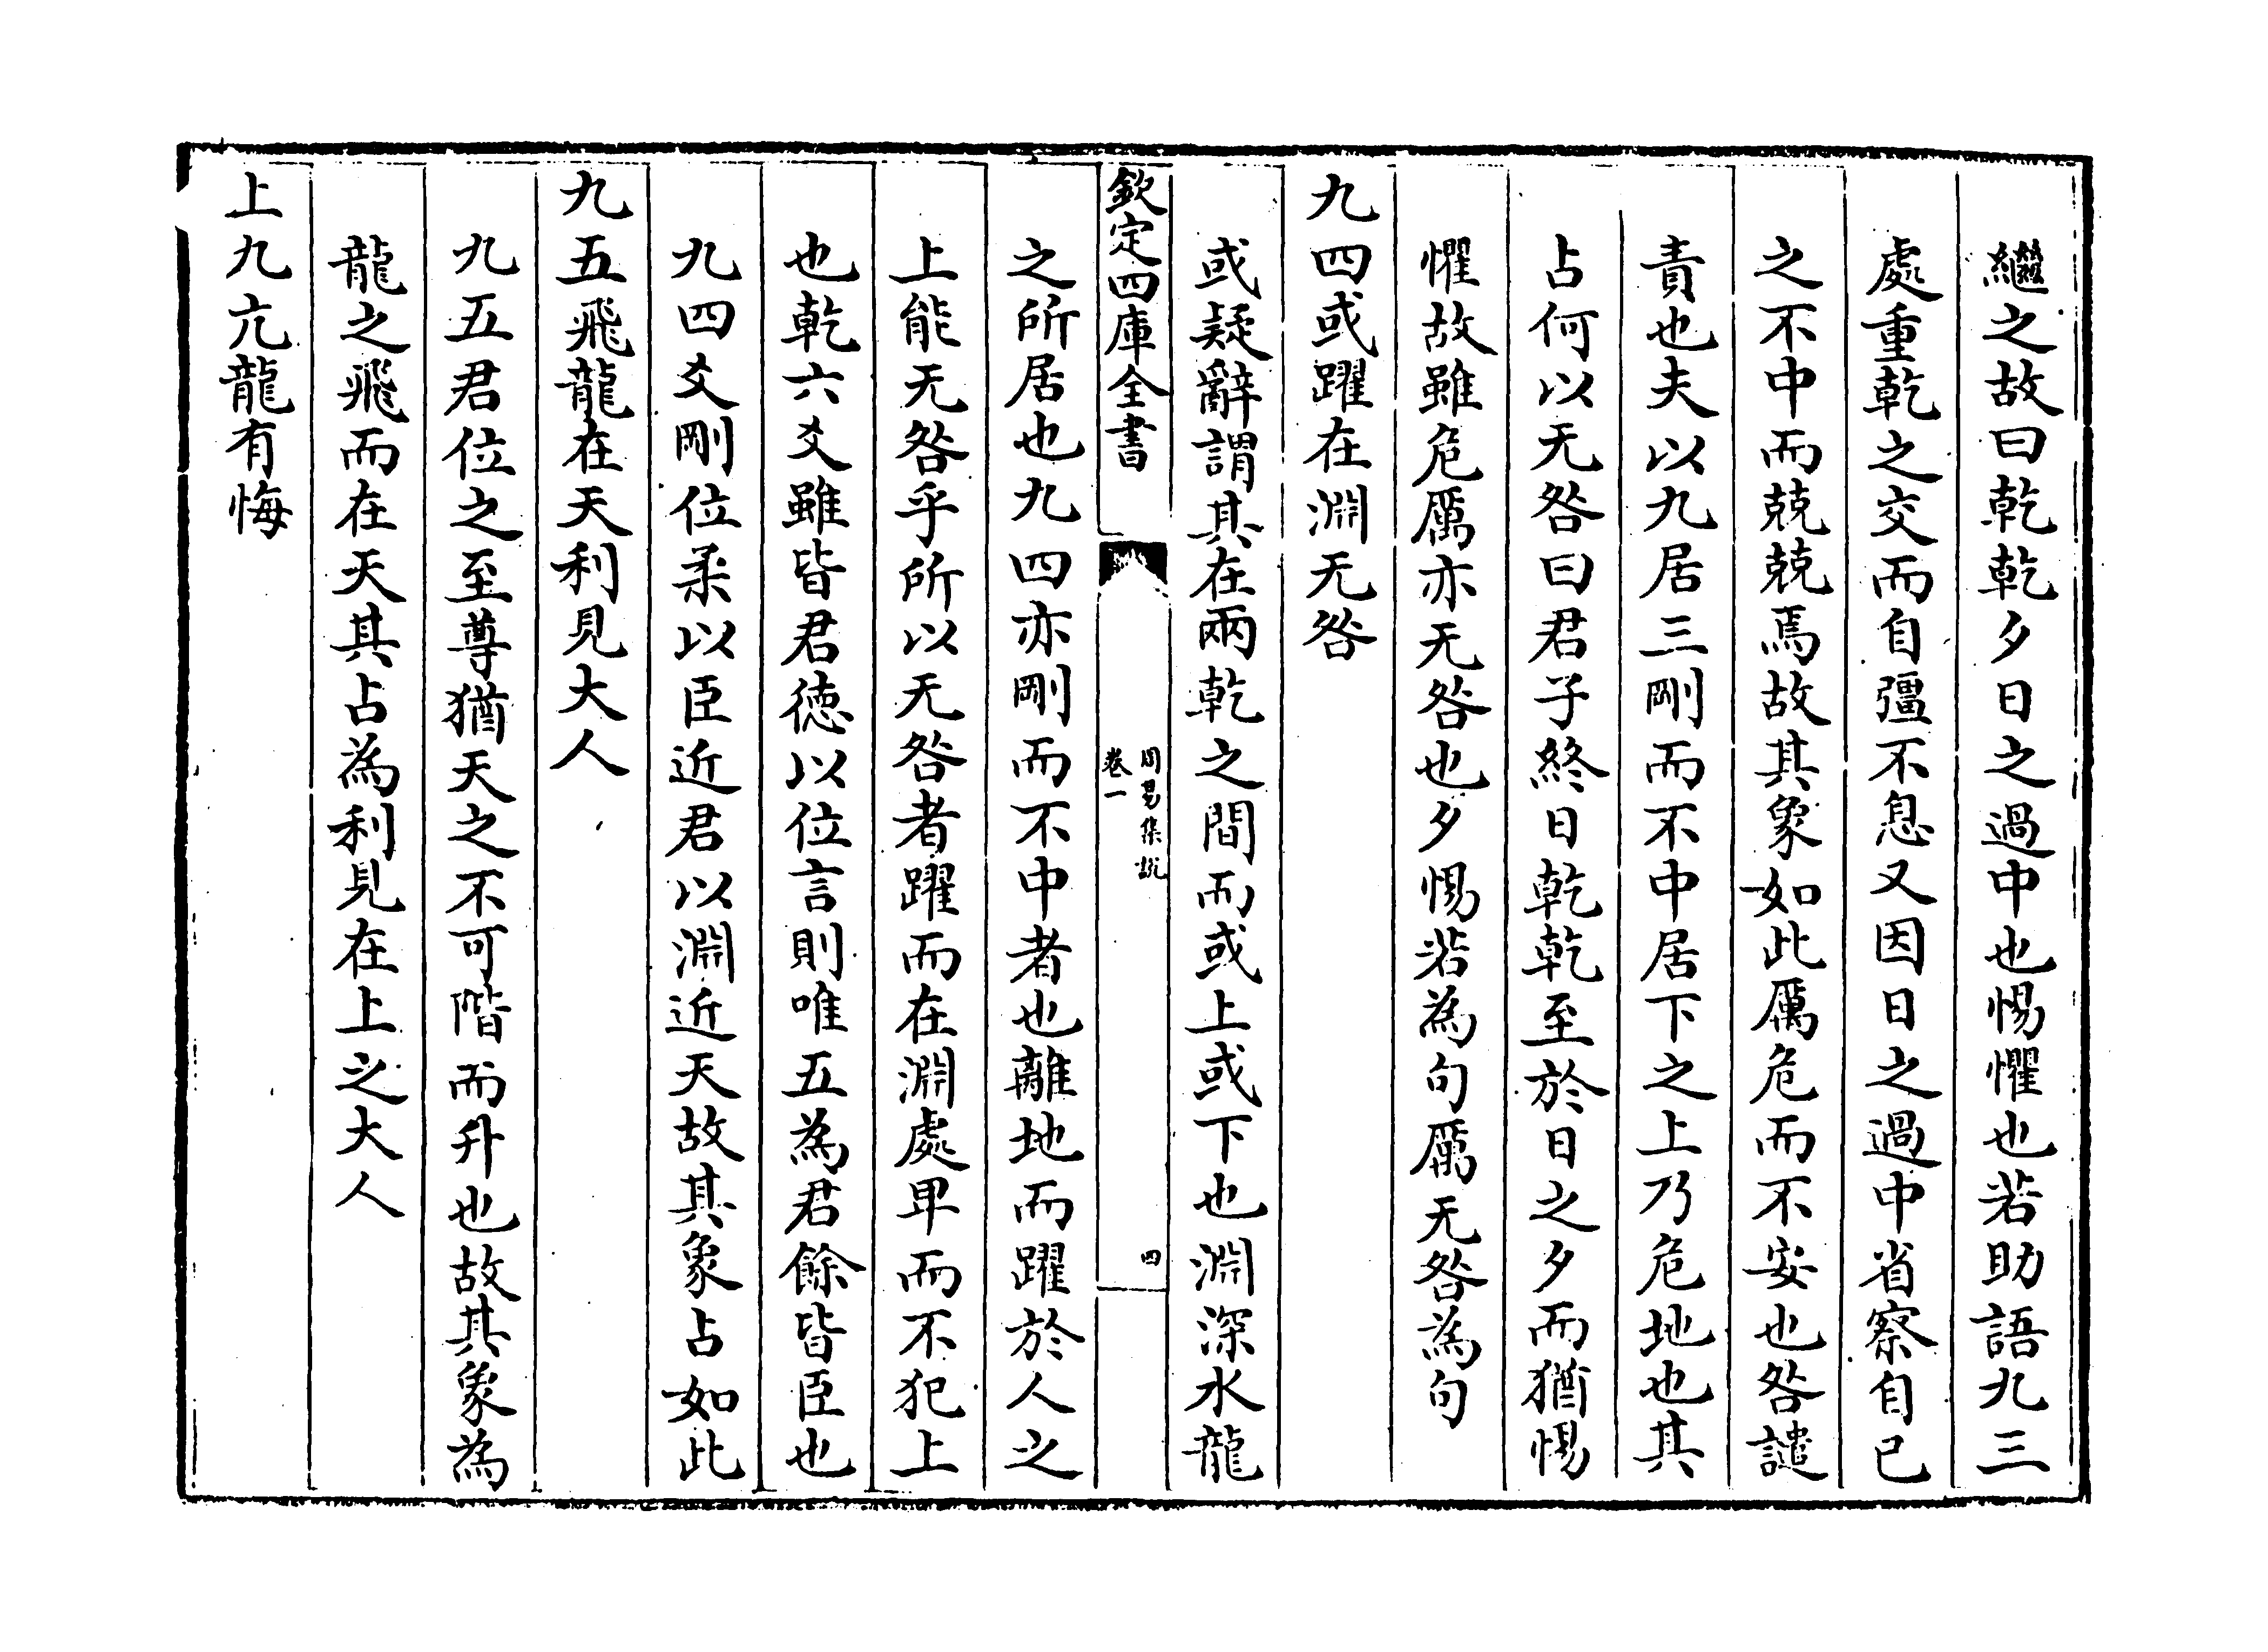 繼之故曰乾乾夕日之過中也惕懼也若助語九三
處重乾之交而自彊不息又因日之過中省察自已
之不中而兢兢焉故其象如此厲危而不安也咎譴
責也夫以九居三剛而不中居下之上乃危地也其
占何以无咎曰君子終日乾乾至於日之夕而猶惕
懼故雖危厲亦无咎也夕惕若為句厲无咎為句
九四或躍在淵无咎
或疑辭謂其在兩乾之間而或上或下也淵深水龍
欽定四庫全書
周易集說
卷一
四
之所居也九四亦剛而不中者也離地而躍於人之
上能无咎乎所以无咎者躍而在淵處卑而不犯上
也乾六爻雖皆君德以位言則唯五為君餘皆臣也
九四爻剛位柔以臣近君以淵近天故其象占如此
九五飛龍在天利見大人
九五君位之至尊猶天之不可階而升也故其象為
龍之飛而在天其占為利見在上之大人
上九亢龍有悔